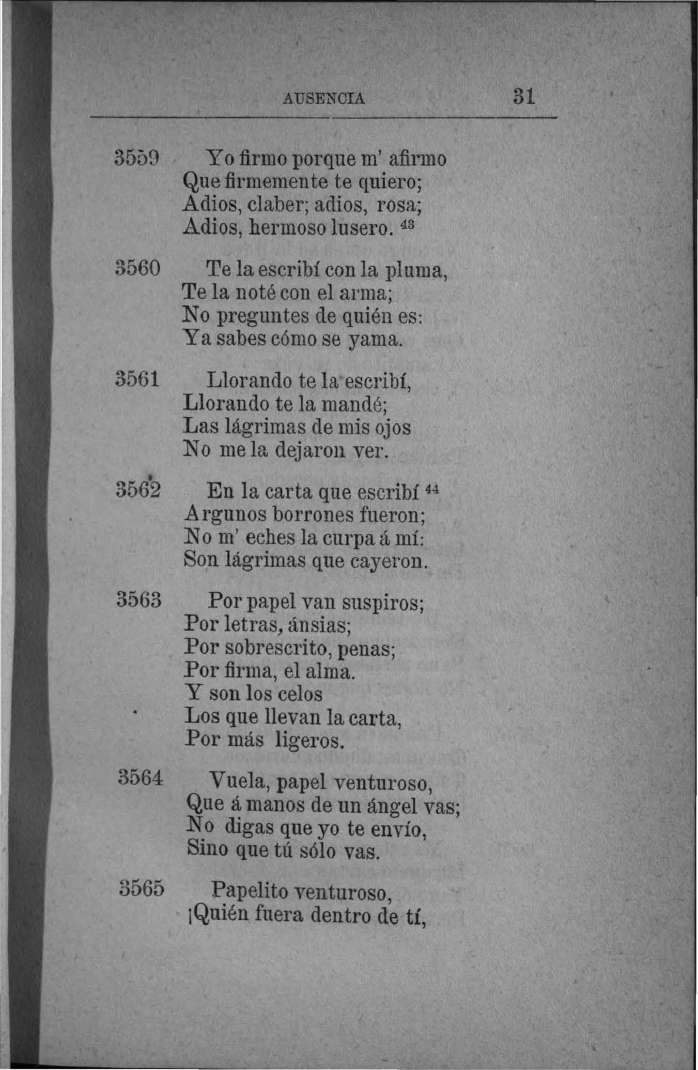 AUSENCIA 31
3559 Yo firmo porque m' afirmo
Que firmemente te quiero;
Adios, claber; adios, rosa;
Adios, hermoso lusero. 43
3560 Te la escribí con la pluma,
Te la noté con el arma;
No preguntes de quién es:
Ya sabes cómo se yama.
3561 Llorando te la escribí,
Llorando te la mandé;
Las lágrimas de mis ojos
No me la dejaron ver.
3562 En la carta que escribí 44
Argunos borrones fueron;
No m' eches la curpa á mí:
Son lágrimas que cayeron.
3563 Por papel van suspiros;
Por letras, ánsias;
Por sobrescrito, penas;
Por firma, el alma.
Y son los celos
Los que llevan la carta,
Por más ligeros.
3564 Vuela, papel venturoso,
Que á manos de un ángel vas;
No digas que yo te envío,
Sino que tú sólo vas.
3565 Papelito venturoso,
¡Quién fuera dentro de tí,